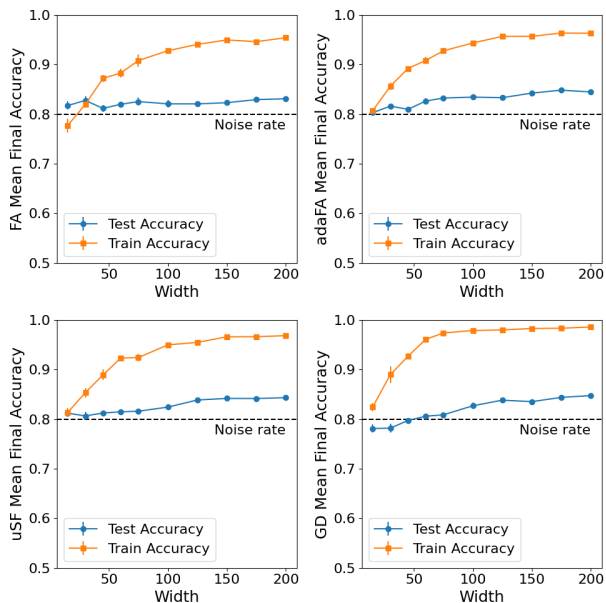 FA Mean Final Accuracy
1.0
0.9
0.8
0.7
0.6
0.5
Noise rate
Test Accuracy
Train Accuracy
50
100
150
200
Width
adaFA Mean Final Accuracy
1.0
0.9
0.8
0.7
0.6
0.5
Noise rate
Test Accuracy
Train Accuracy
50
100
150
200
Width
uSF Mean Final Accuracy
1.0
0.9
0.8
0.7
0.6
0.5
Noise rate
Test Accuracy
Train Accuracy
50
100
150
200
Width
GD Mean Final Accuracy
1.0
0.9
0.8
0.7
0.6
0.5
Noise rate
Test Accuracy
Train Accuracy
50
100
150
200
Width